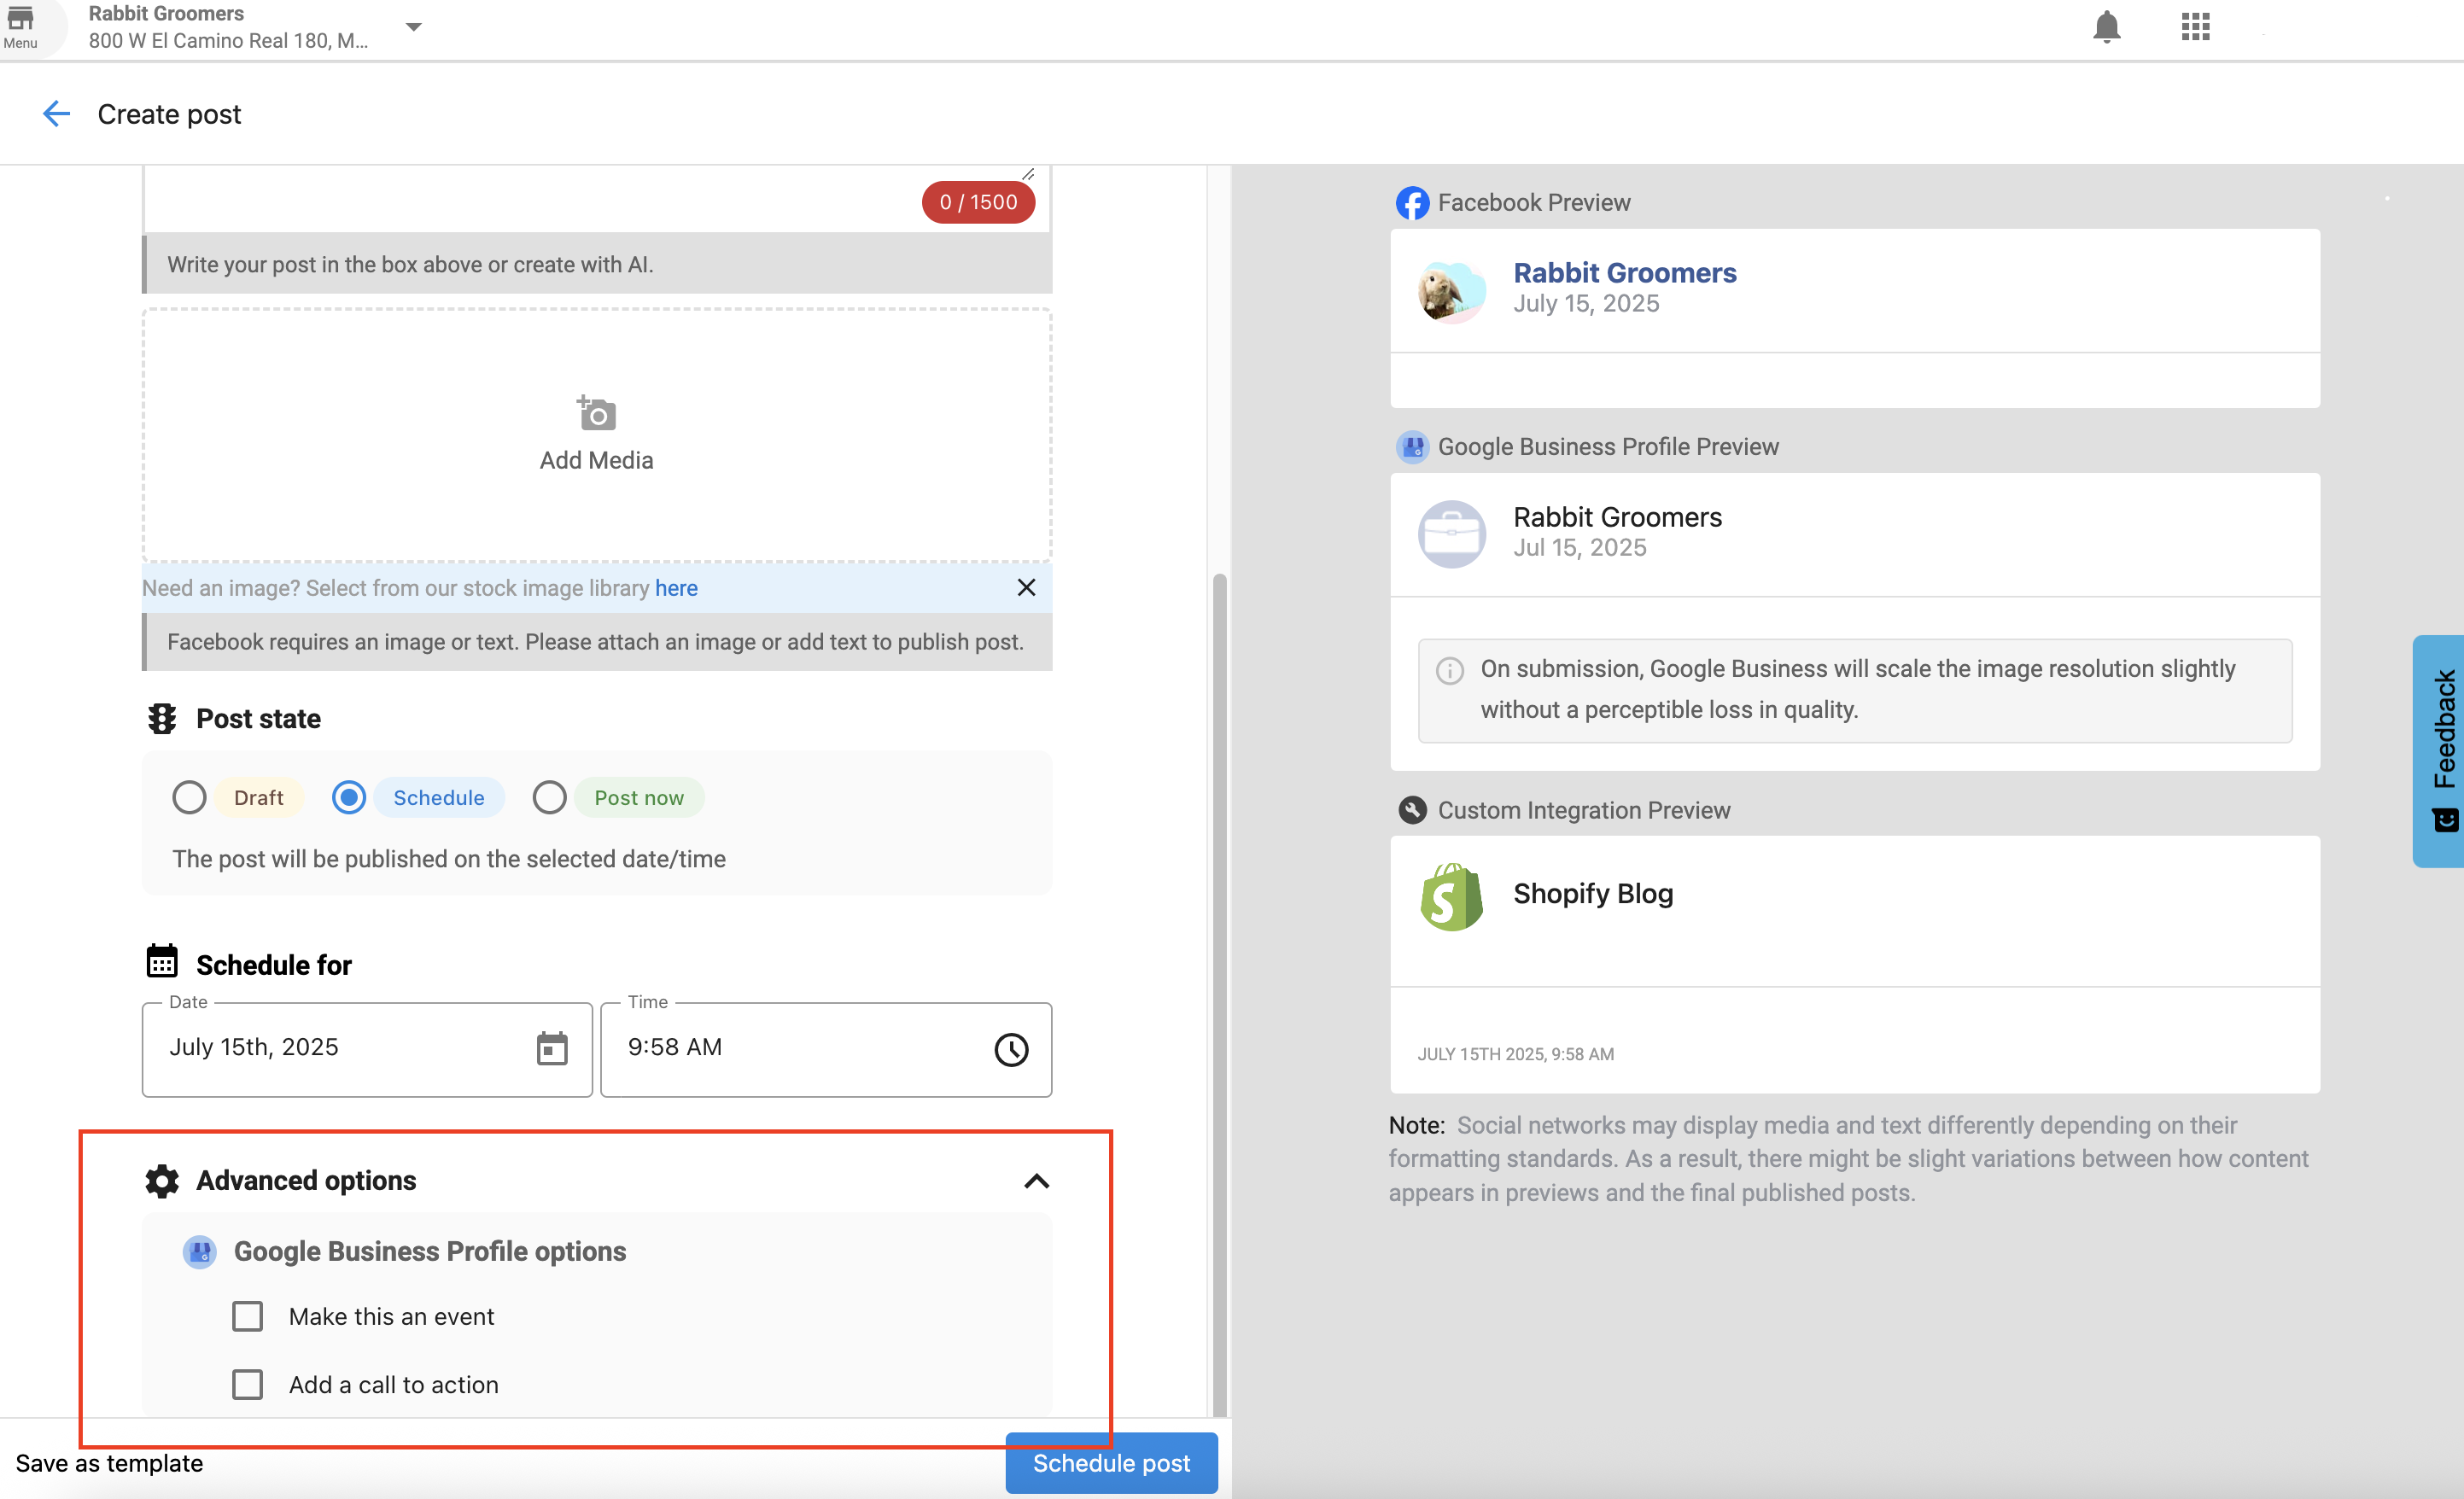 Menu
Rabbit Groomers
800 W El Camino Real 180, M...
Create post
0 / 1500
Write your post in the box above or create with AI.
Add Media
Need an image? Select from our stock image library here
Facebook requires an image or text. Please attach an image or add text to publish post.
Post state
Draft
Schedule
Post now
The post will be published on the selected date/time
Schedule for
Date
July 15th, 2025
Time
9:58 AM
Advanced options
Google Business Profile options
Make this an event
Add a call to action
Save as template
Schedule post
Facebook Preview
Rabbit Groomers
July 15, 2025
Google Business Profile Preview
Rabbit Groomers
Jul 15, 2025
On submission, Google Business will scale the image resolution slightly
without a perceptible loss in quality.
Custom Integration Preview
Shopify Blog
JULY 15TH 2025, 9:58 AM
Note: Social networks may display media and text differently depending on their
formatting standards. As a result, there might be slight variations between how content
appears in previews and the final published posts.
Feedback